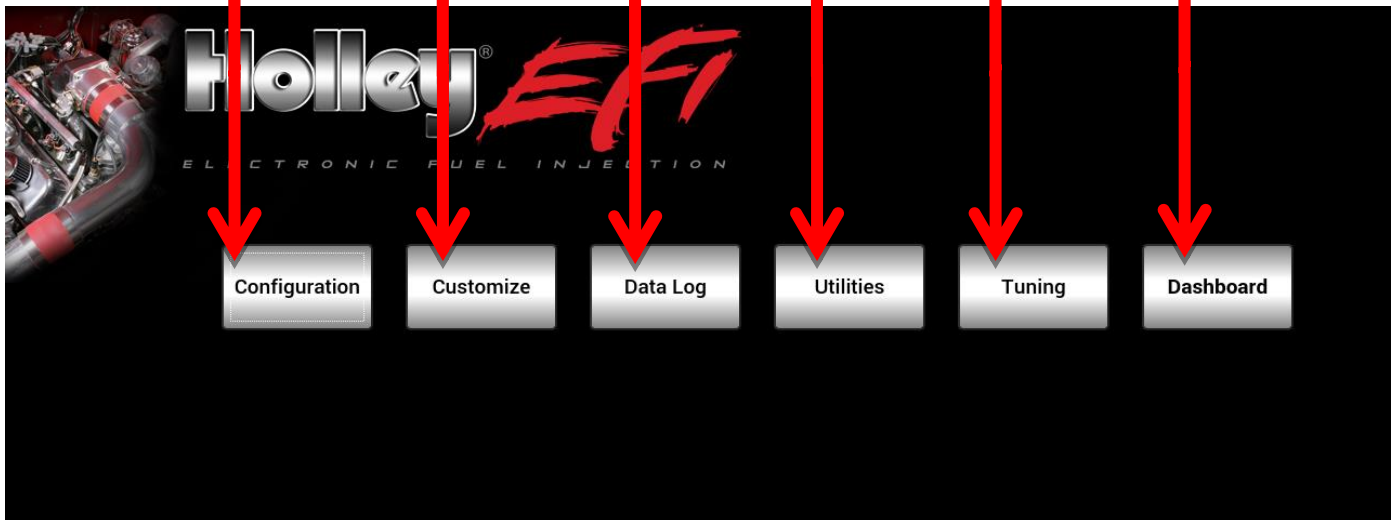 Holley® EFI
ELECTRONIC FUEL INJECTION
Configuration Customize Data Log Utilities Tuning Dashboard